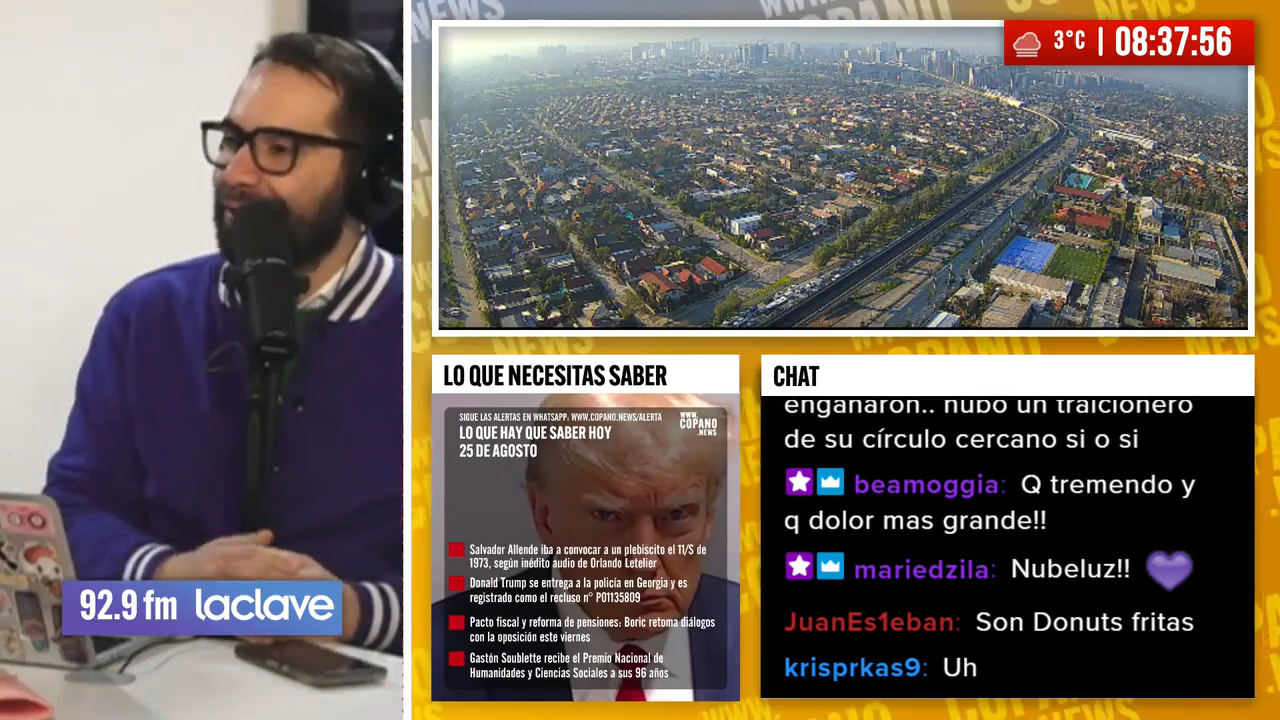 3°C | 08:37:56
LO QUE NECESITAS SABER
SIGUE LAS ALERTAS EN WHATSAPP: WWW.COPANO.NEWS/ALERTA
WWW.
COPANO
.NEWS
LO QUE HAY QUE SABER HOY
25 DE AGOSTO
Salvador Allende iba a convocar a un plebiscito el 11/S de
1973, según inédito audio de Orlando Letelier
Donald Trump se entrega a la policía en Georgia y es
registrado como el recluso n° P01135809
Pacto fiscal y reforma de pensiones: Boric retoma diálogos
con la oposición este viernes
Gastón Soublette recibe el Premio Nacional de
Humanidades y Ciencias Sociales a sus 96 años
CHAT
engañaron.. hubo un traicionero
de su círculo cercano si o si
beamoggia: Q tremendo y
q dolor mas grande!!
mariedzila: Nubeluz!!
JuanEs1eban: Son Donuts fritas
krisprkas9: Uh
92.9 fm laclave